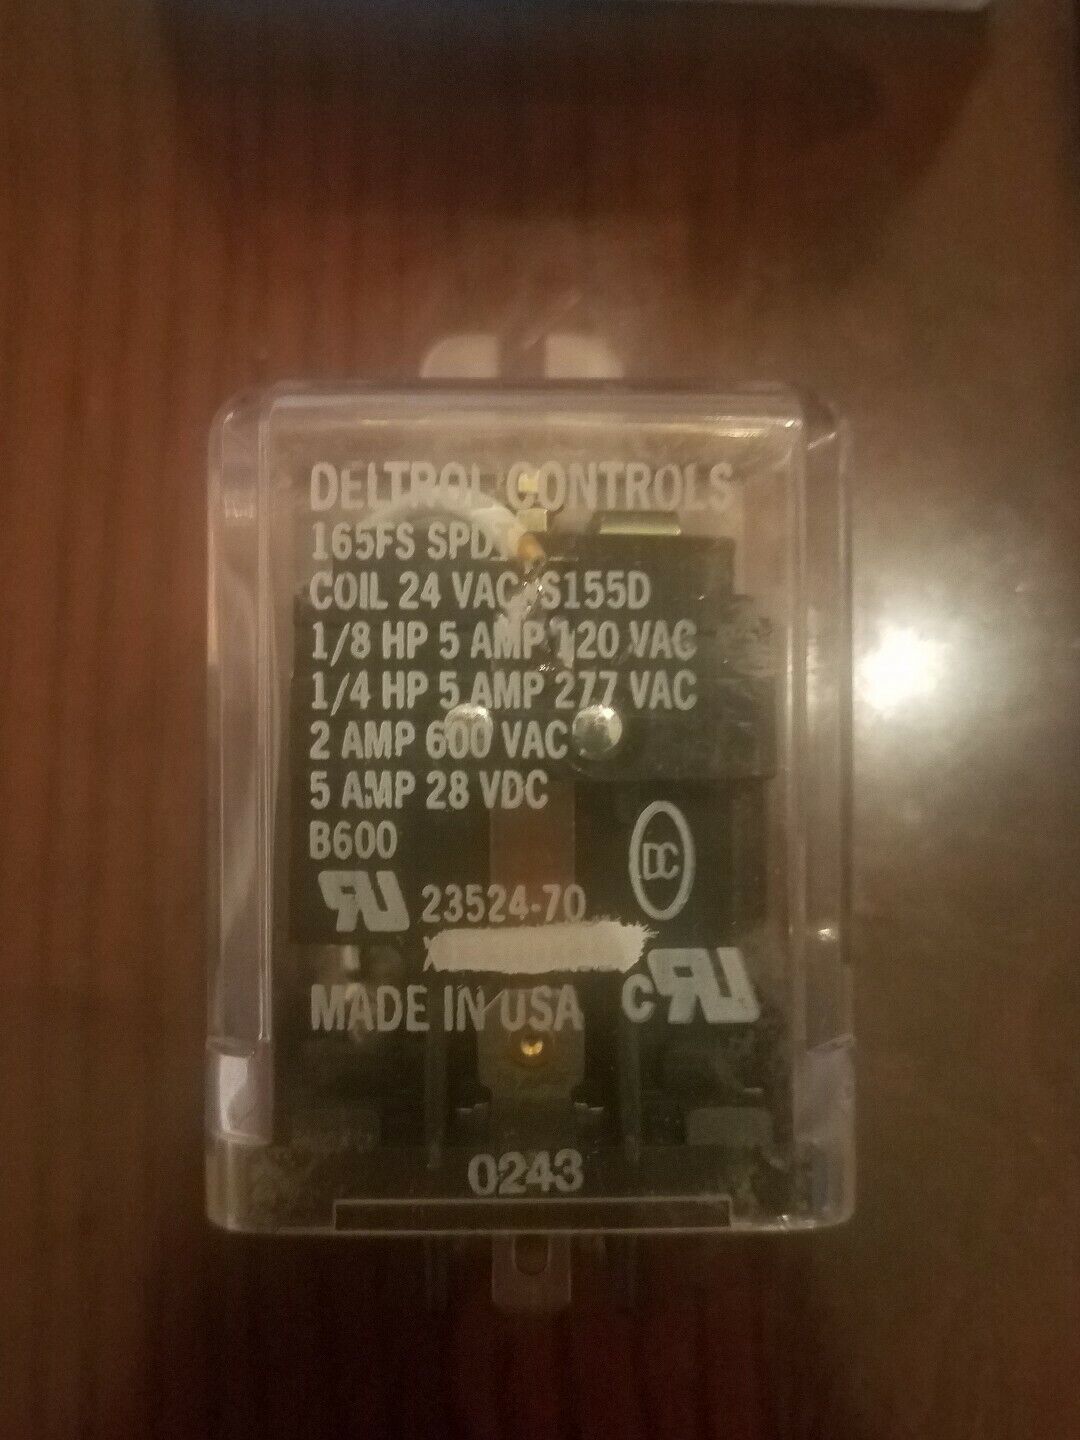 DELTROL CONTROLS
165FS SPDT
COIL 24 VAC S155D
1/8 HP 5 AMP 120 VAC
1/4 HP 5 AMP 277 VAC
2 AMP 600 VAC
5 AMP 28 VDC
B600
DC
RU 23524-70
MADE IN USA
C RU
0243